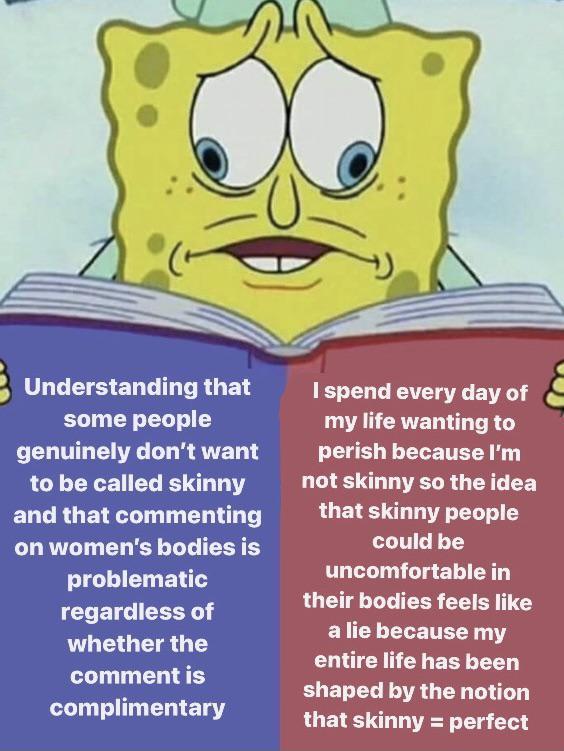 Understanding that
some people
genuinely don't want
to be called skinny
and that commenting
on women's bodies is
problematic
regardless of
whether the
comment is
complimentary
I spend every day of
my life wanting to
perish because I'm
not skinny so the idea
that skinny people
could be
uncomfortable in
their bodies feels like
a lie because my
entire life has been
shaped by the notion
that skinny = perfect